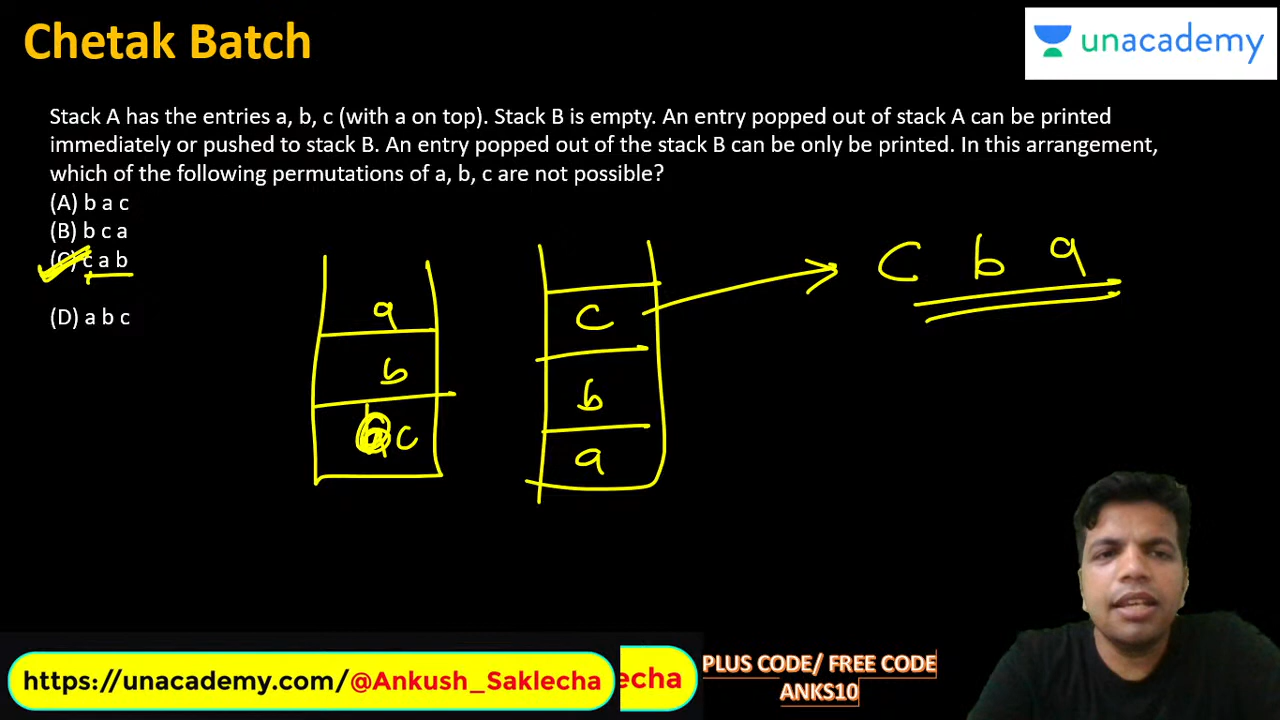 Chetak Batch
unacademy
Stack A has the entries a, b, c (with a on top). Stack B is empty. An entry popped out of stack A can be printed
immediately or pushed to stack B. An entry popped out of the stack B can be only be printed. In this arrangement,
which of the following permutations of a, b, c are not possible?
(A) b a c
(B) b c a
(C) c a b
(D) a b c
a
b
c
c
b
a
c b a
https://unacademy.com/@Ankush_Saklecha
echa
PLUS CODE/ FREE CODE
ANKS10